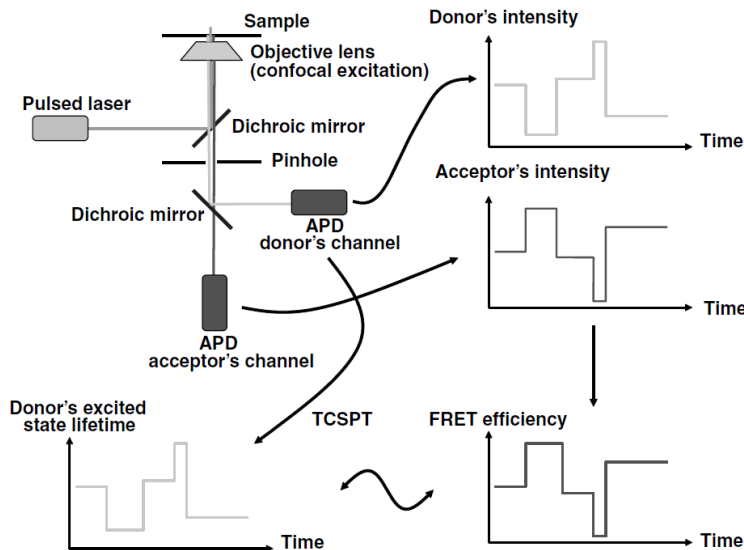 Sample
Donor's intensity
Objective lens
(confocal excitation)
Pulsed laser
Dichroic mirror
Time
Pinhole
Acceptor's intensity
Dichroic mirror
APD
donor's channel
Time
APD
acceptor's channel
Donor's excited
state lifetime
TCSPT
FRET efficiency
Time
Time